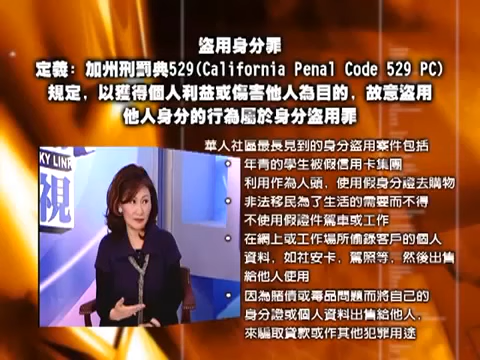 盜用身分罪
定義: 加州刑罰典529(California Penal Code 529 PC)
規定, 以獲得個人利益或傷害他人為目的, 故意盜用
他人身分的行為屬於身分盜用罪
華人社區最長見到的身分盜用案件包括
年青的學生被假信用卡集團
利用作為人頭, 使用假身分證去購物
非法移民為了生活的需要而不得
不使用假證件駕車或工作
在網上或工作場所偷錄客戶的個人
資料, 如社安卡, 駕照等, 然後出售
給他人使用
因為賭債或毒品問題而將自己的
身分證或個人資料出售給他人,
來騙取貸款或作其他犯罪用途
KY LIN
視